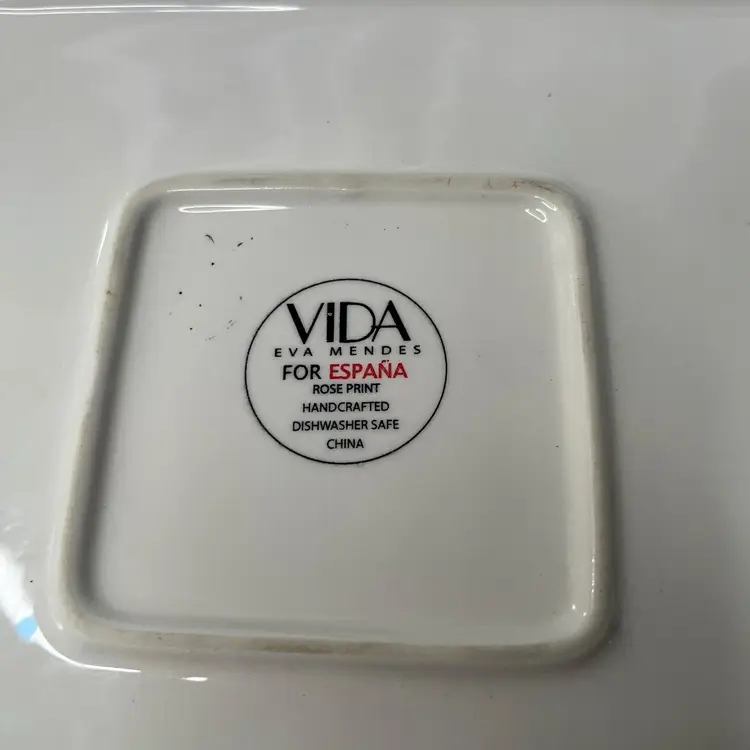 VIDA
EVA MENDES
FOR ESPAÑA
ROSE PRINT
HANDCRAFTED
DISHWASHER SAFE
CHINA